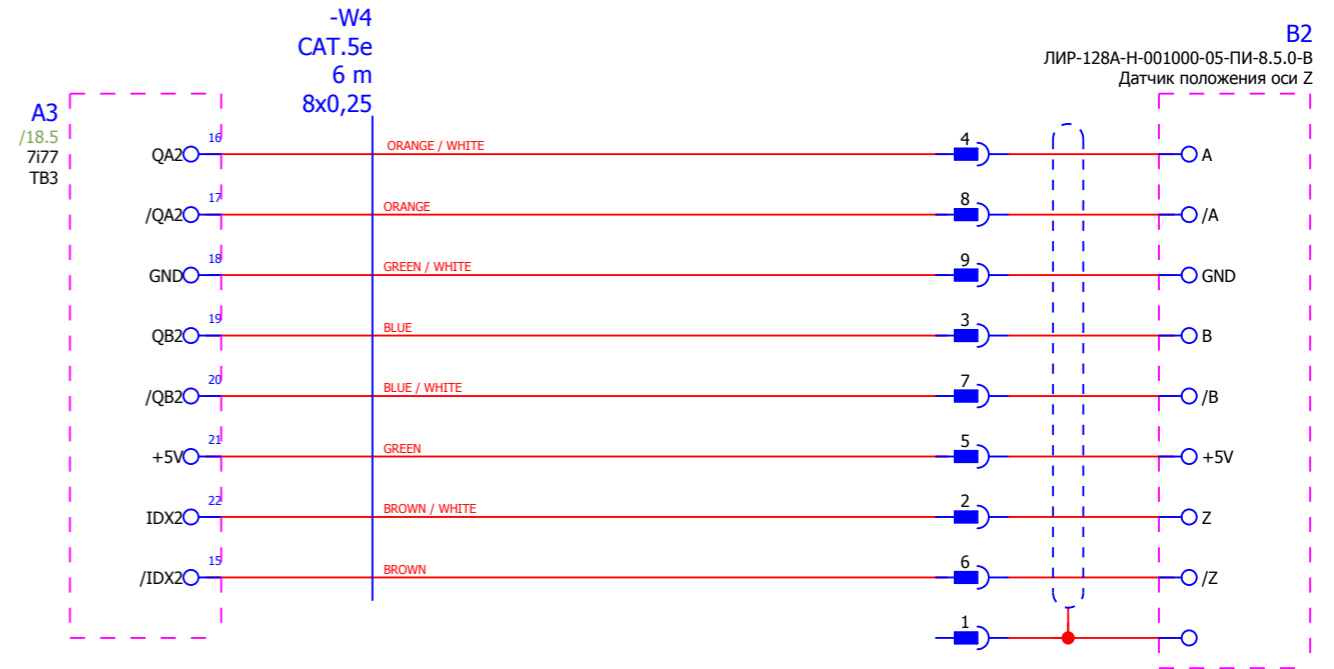 -W4
CAT.5e
6 m
8x0,25
B2
ЛИР-128А-Н-001000-05-ПИ-8.5.0-В
Датчик положения оси Z
A3
/18.5
7i77
TB3
QA2 16 ORANGE / WHITE 4 A
/QA2 17 ORANGE 8 /A
GND 18 GREEN / WHITE 9 GND
QB2 19 BLUE 3 B
/QB2 20 BLUE / WHITE 7 /B
+5V 21 GREEN 5 +5V
IDX2 22 BROWN / WHITE 2 Z
/IDX2 15 BROWN 6 /Z
1